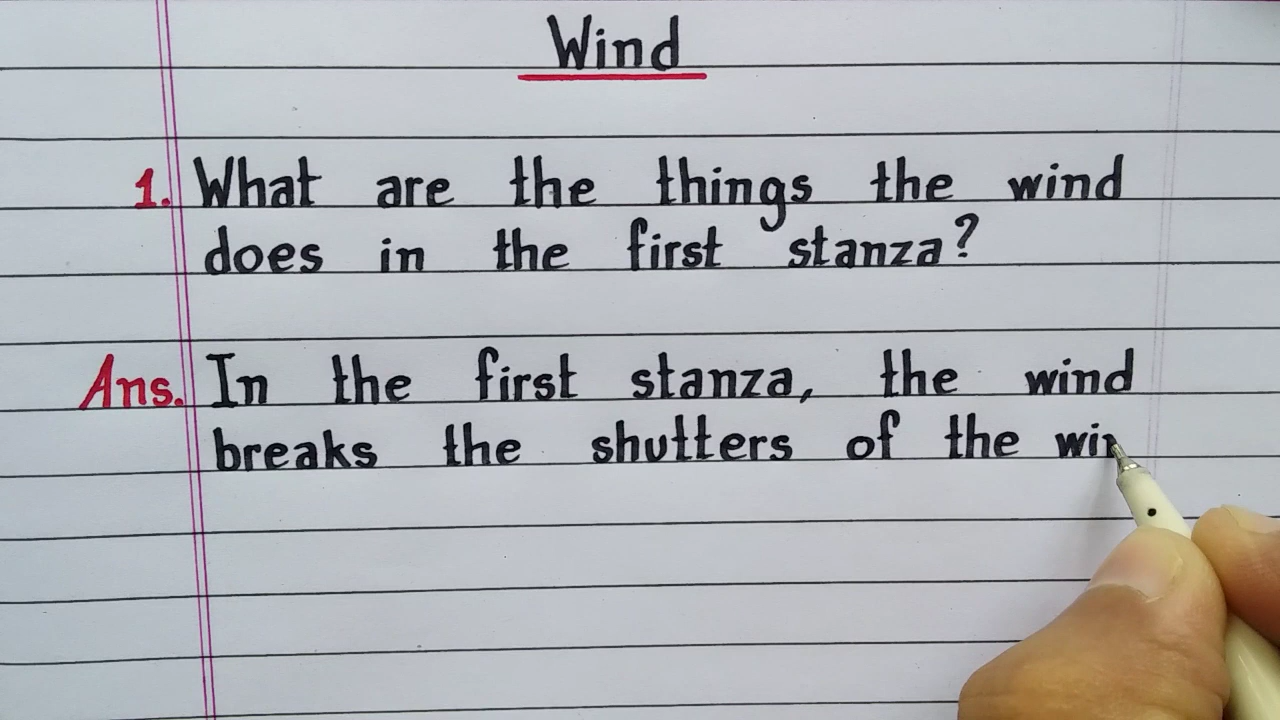 Wind
1. What are the things the wind
does in the first stanza?
Ans. In the first stanza, the wind
breaks the shutters of the